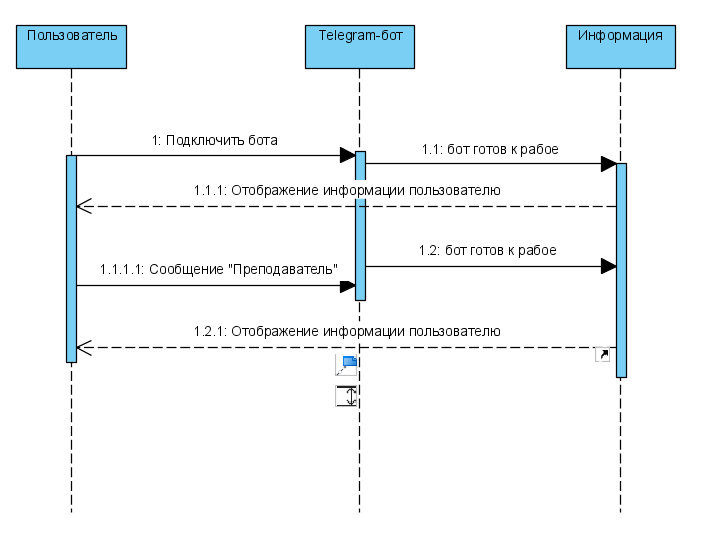 Пользователь
Telegram-бот
Информация
1: Подключить бота
1.1: бот готов к рабое
1.1.1: Отображение информации пользователю
1.2: бот готов к рабое
1.1.1.1: Сообщение "Преподаватель"
1.2.1: Отображение информации пользователю